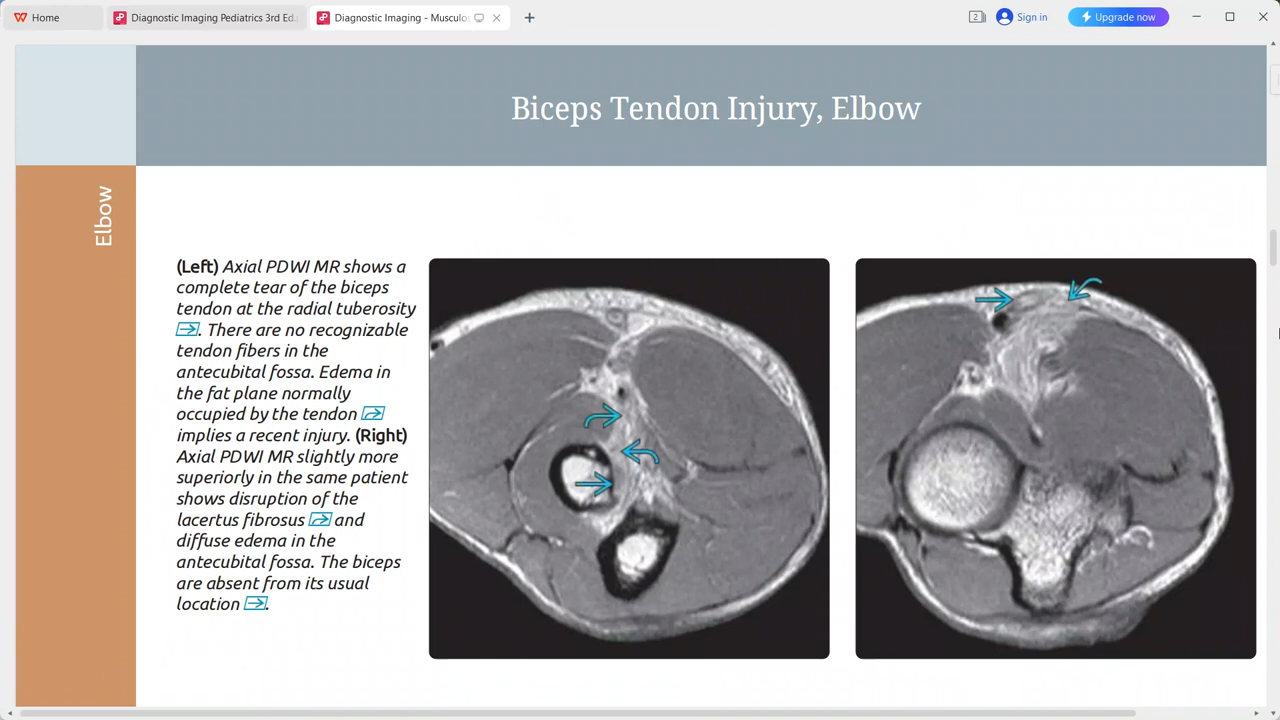 Home
Diagnostic Imaging Pediatrics 3rd Ed.
Diagnostic Imaging - Musculos
2
Sign in
Upgrade now
Biceps Tendon Injury, Elbow
Elbow
(Left) Axial PDWI MR shows a
complete tear of the biceps
tendon at the radial tuberosity
. There are no recognizable
tendon fibers in the
antecubital fossa. Edema in
the fat plane normally
occupied by the tendon
implies a recent injury. (Right)
Axial PDWI MR slightly more
superiorly in the same patient
shows disruption of the
lacertus fibrosus and
diffuse edema in the
antecubital fossa. The biceps
are absent from its usual
location .